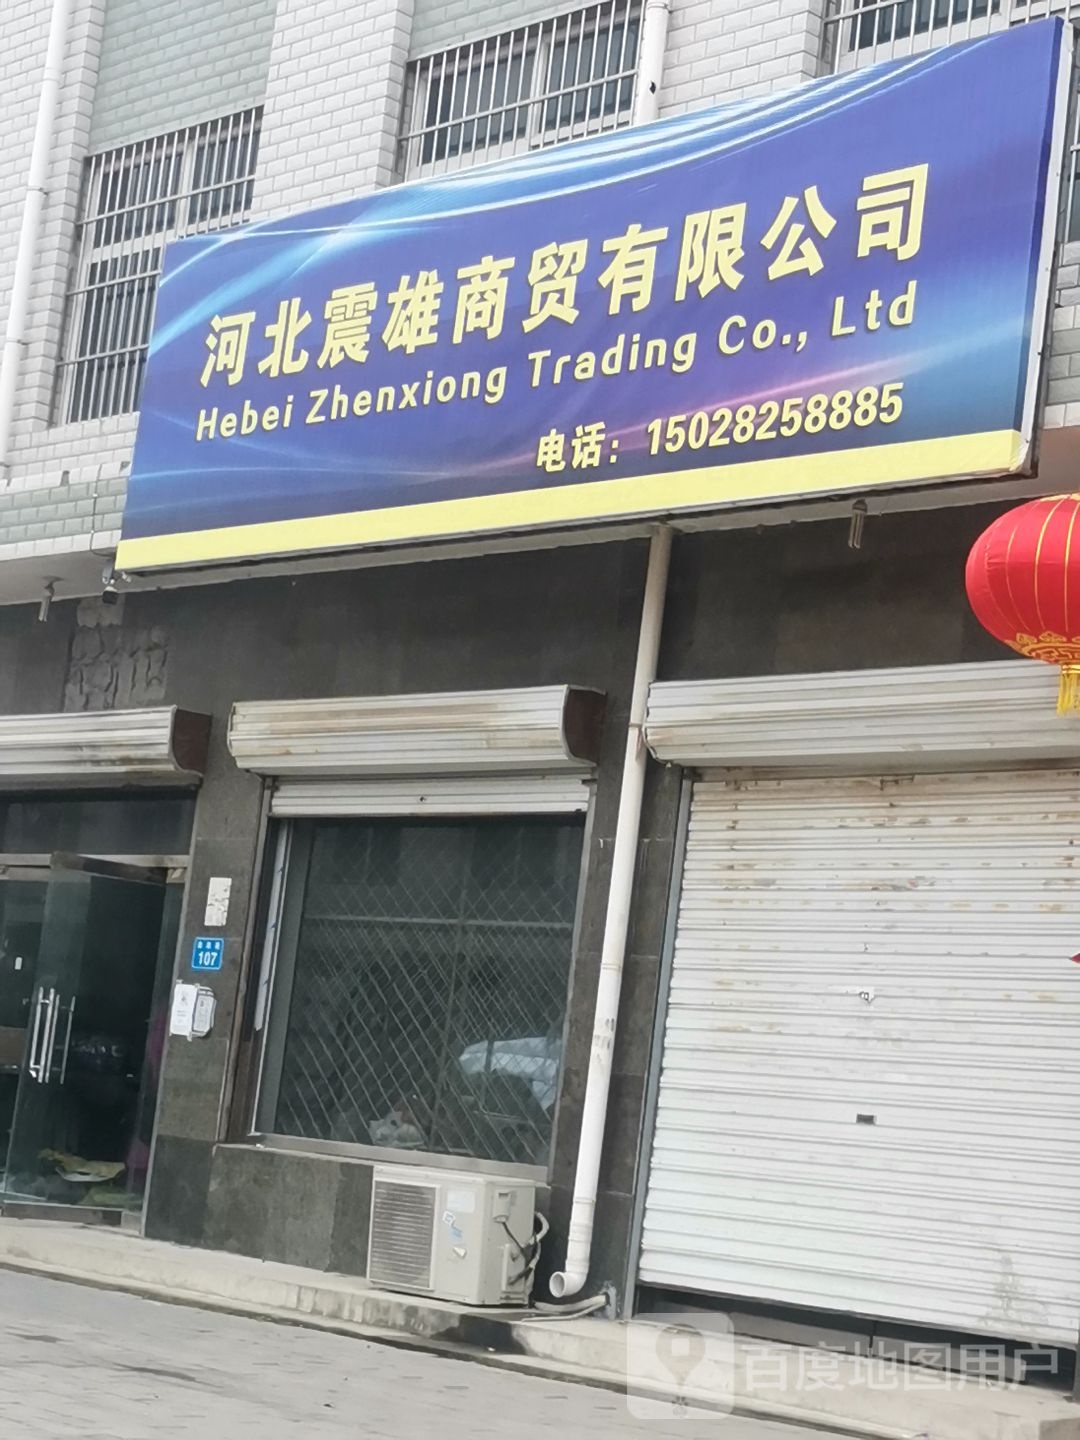 河北震雄商贸有限公司
Hebei Zhenxiong Trading Co., Ltd
电话：15028258885
107
百度地图用户